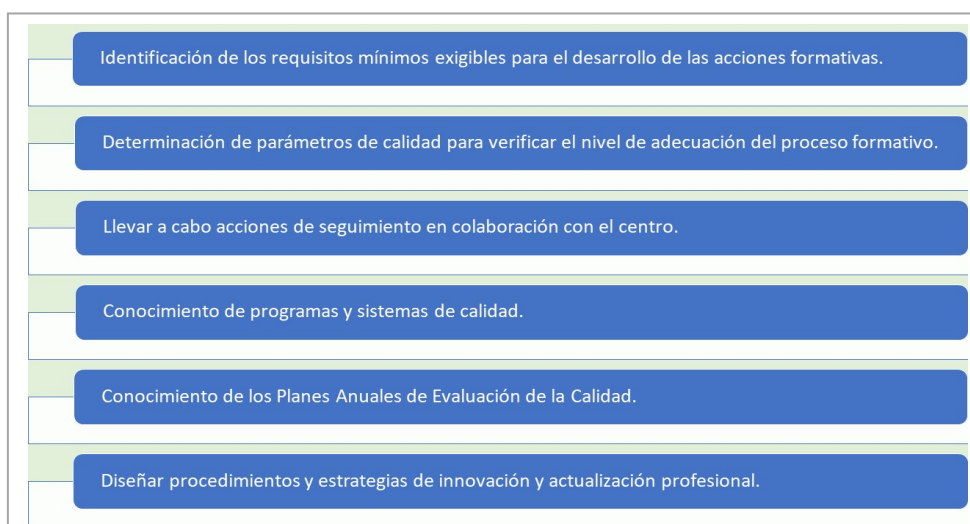 Identificación de los requisitos mínimos exigibles para el desarrollo de las acciones formativas.
Determinación de parámetros de calidad para verificar el nivel de adecuación del proceso formativo.
Llevar a cabo acciones de seguimiento en colaboración con el centro.
Conocimiento de programas y sistemas de calidad.
Conocimiento de los Planes Anuales de Evaluación de la Calidad.
Diseñar procedimientos y estrategias de innovación y actualización profesional.